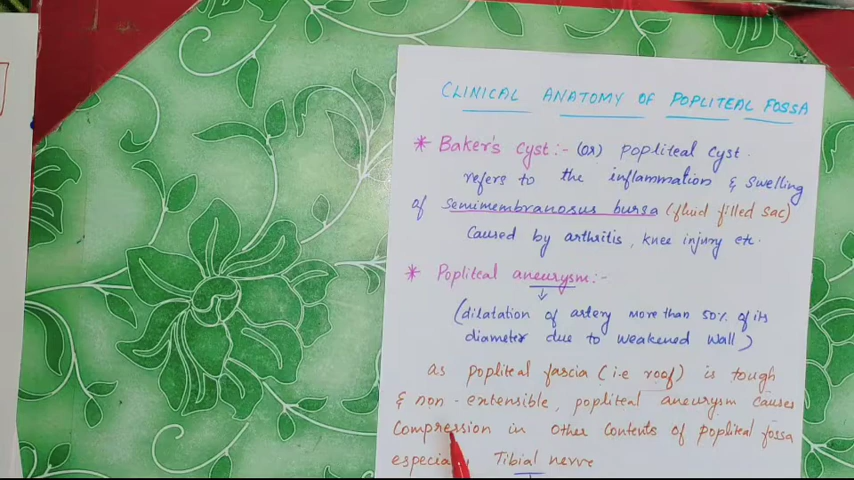 CLINICAL ANATOMY OF POPLITEAL FOSSA
* Baker's cyst :- (or) popliteal cyst.
refers to the inflammation & swelling
of semimembranosus bursa (fluid filled sac)
Caused by arthritis, knee injury etc.
* Popliteal aneurysm :-
(dilatation of artery more than 50% of its
diameter due to weakened wall)
as popliteal fascia (i.e roof) is tough
& non-extensible, popliteal aneurysm causes
Compression in other contents of popliteal fossa
Tibial nerve